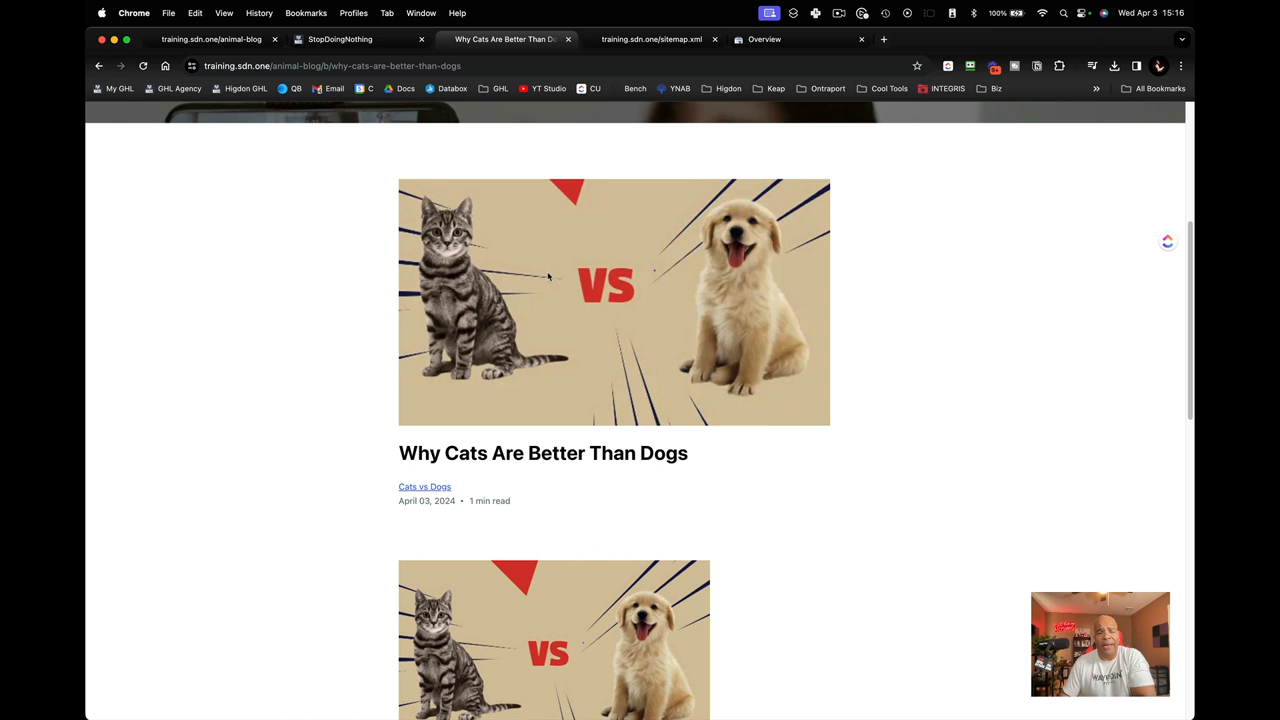 Chrome File Edit View History Bookmarks Profiles Tab Window Help 100% Wed Apr 3 15:16
training.sdn.one/animal-blog StopDoingNothing Why Cats Are Better Than Do training.sdn.one/sitemap.xml Overview
training.sdn.one/animal-blog/b/why-cats-are-better-than-dogs
My GHL GHL Agency Higdon GHL QB Email C Docs Databox GHL YT Studio CU Bench YNAB Higdon Keap Ontraport Cool Tools INTEGRIS Biz » All Bookmarks
VS
Why Cats Are Better Than Dogs
Cats vs Dogs
April 03, 2024 • 1 min read
VS